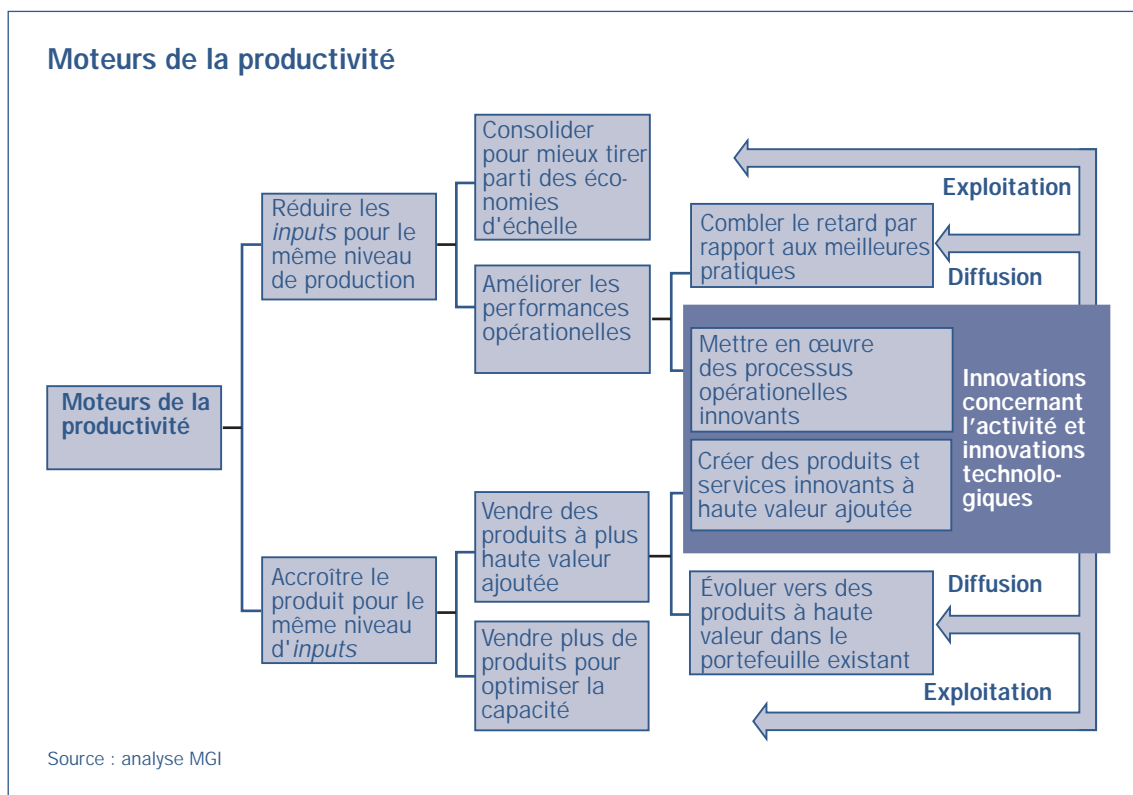 Moteurs de la productivité
Consolider
pour mieux tirer
parti des éco-
nomies
d'échelle
Réduire les
inputs pour le
même niveau
de production
Améliorer les
performances
opérationelles
Combler le retard par
rapport aux meilleures
pratiques
Exploitation
Diffusion
Mettre en œuvre
des processus
opérationelles
innovants
Innovations
concernant
l'activité et
innovations
technolo-
giques
Moteurs de la
productivité
Créer des produits et
services innovants à
haute valeur ajoutée
Vendre des
produits à plus
haute valeur
ajoutée
Accroître le
produit pour le
même niveau
d'inputs
Vendre plus de
produits pour
optimiser la
capacité
Évoluer vers des
produits à haute
valeur dans le
portefeuille existant
Diffusion
Exploitation
Source : analyse MGI